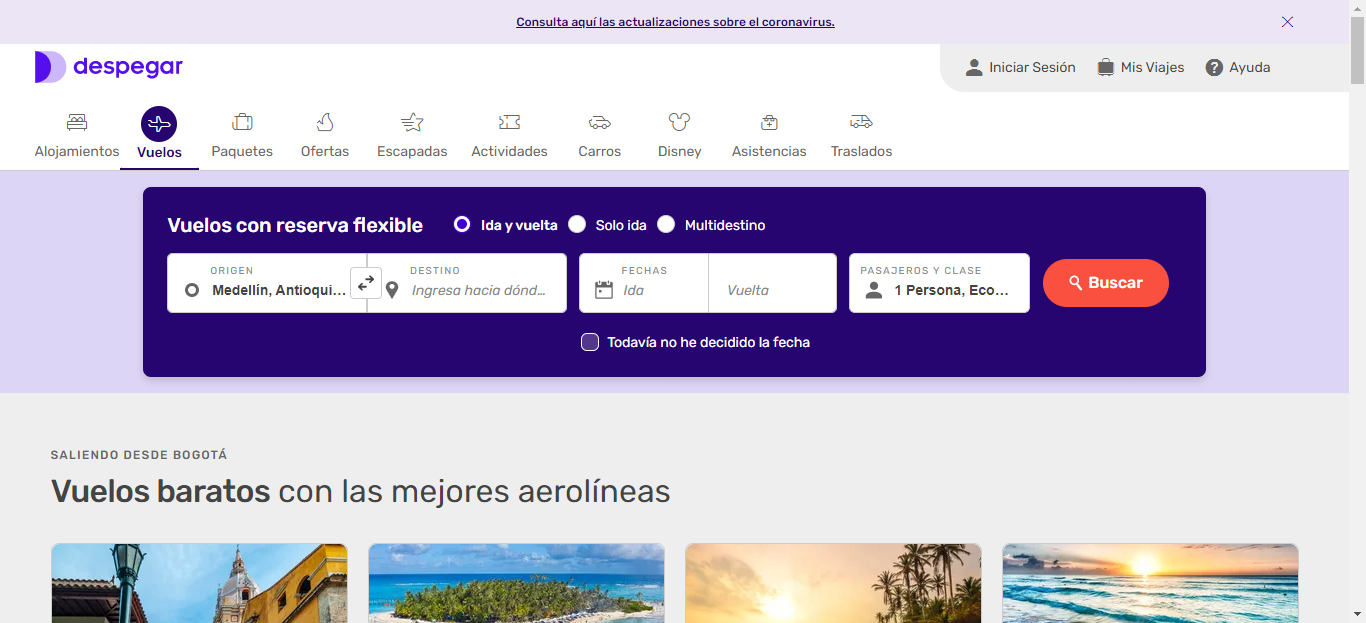 Consulta aquí las actualizaciones sobre el coronavirus.
despegar
Iniciar Sesión Mis Viajes ? Ayuda
Alojamientos Vuelos Paquetes Ofertas Escapadas Actividades Carros Disney Asistencias Traslados
Vuelos con reserva flexible Ida y vuelta Solo ida Multidestino
ORIGEN DESTINO FECHAS PASAJEROS Y CLASE
Medellín, Antioqui... Ingresa hacia dónd... Ida Vuelta 1 Persona, Eco... Buscar
Todavía no he decidido la fecha
SALIENDO DESDE BOGOTÁ
Vuelos baratos con las mejores aerolíneas